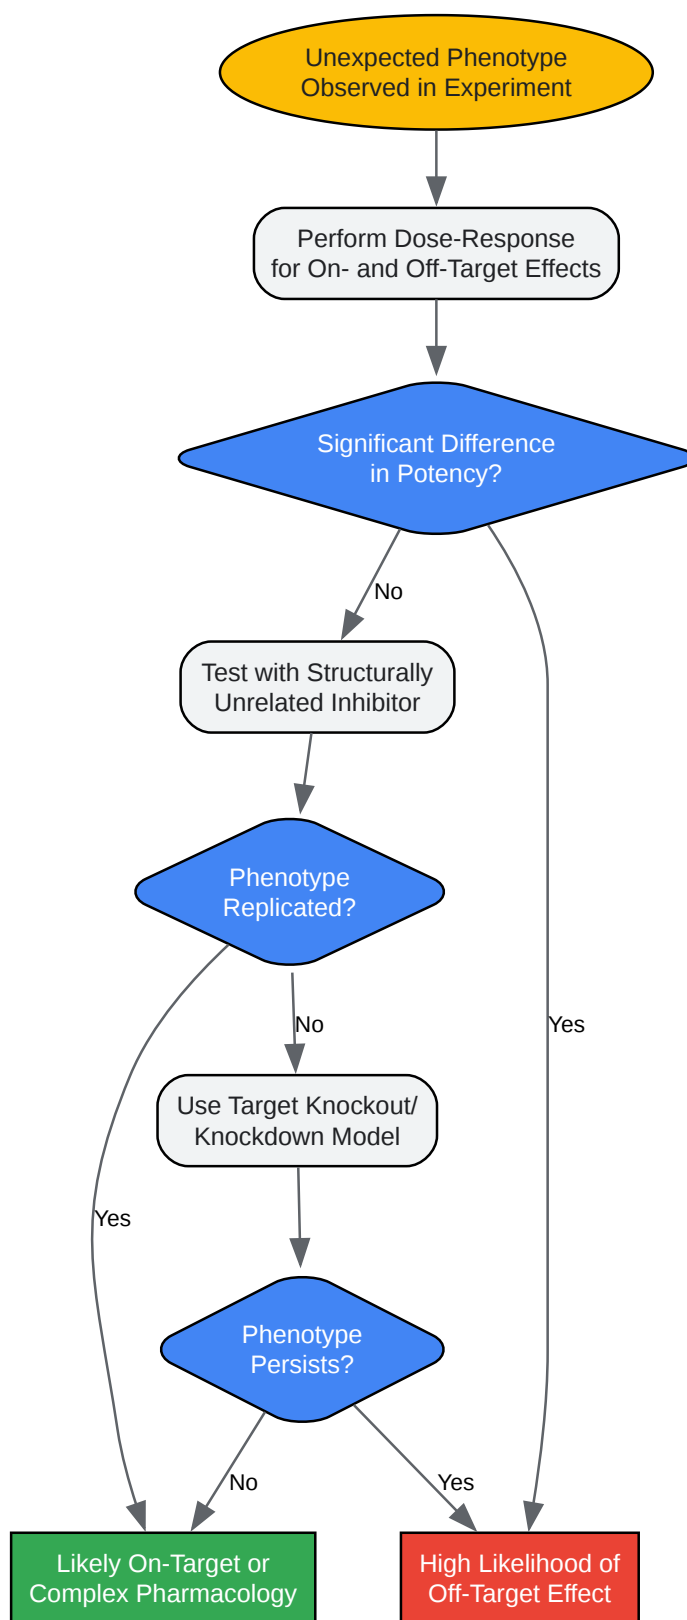 Unexpected Phenotype
Observed in Experiment
Perform Dose-Response
for On- and Off-Target Effects
Significant Difference
in Potency?
No
Test with Structurally
Unrelated Inhibitor
Phenotype
Replicated?
No
Yes
Use Target Knockout/
Knockdown Model
Yes
Phenotype
Persists?
No
Yes
Likely On-Target or
Complex Pharmacology
High Likelihood of
Off-Target Effect